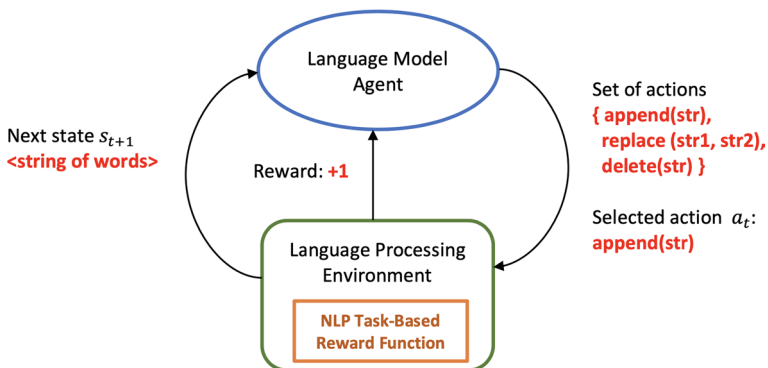 Language Model
Agent
Next state s_{t+1}
<string of words>
Reward: +1
Set of actions
{ append(str),
replace (str1, str2),
delete(str) }
Selected action a_t:
append(str)
Language Processing
Environment
NLP Task-Based
Reward Function